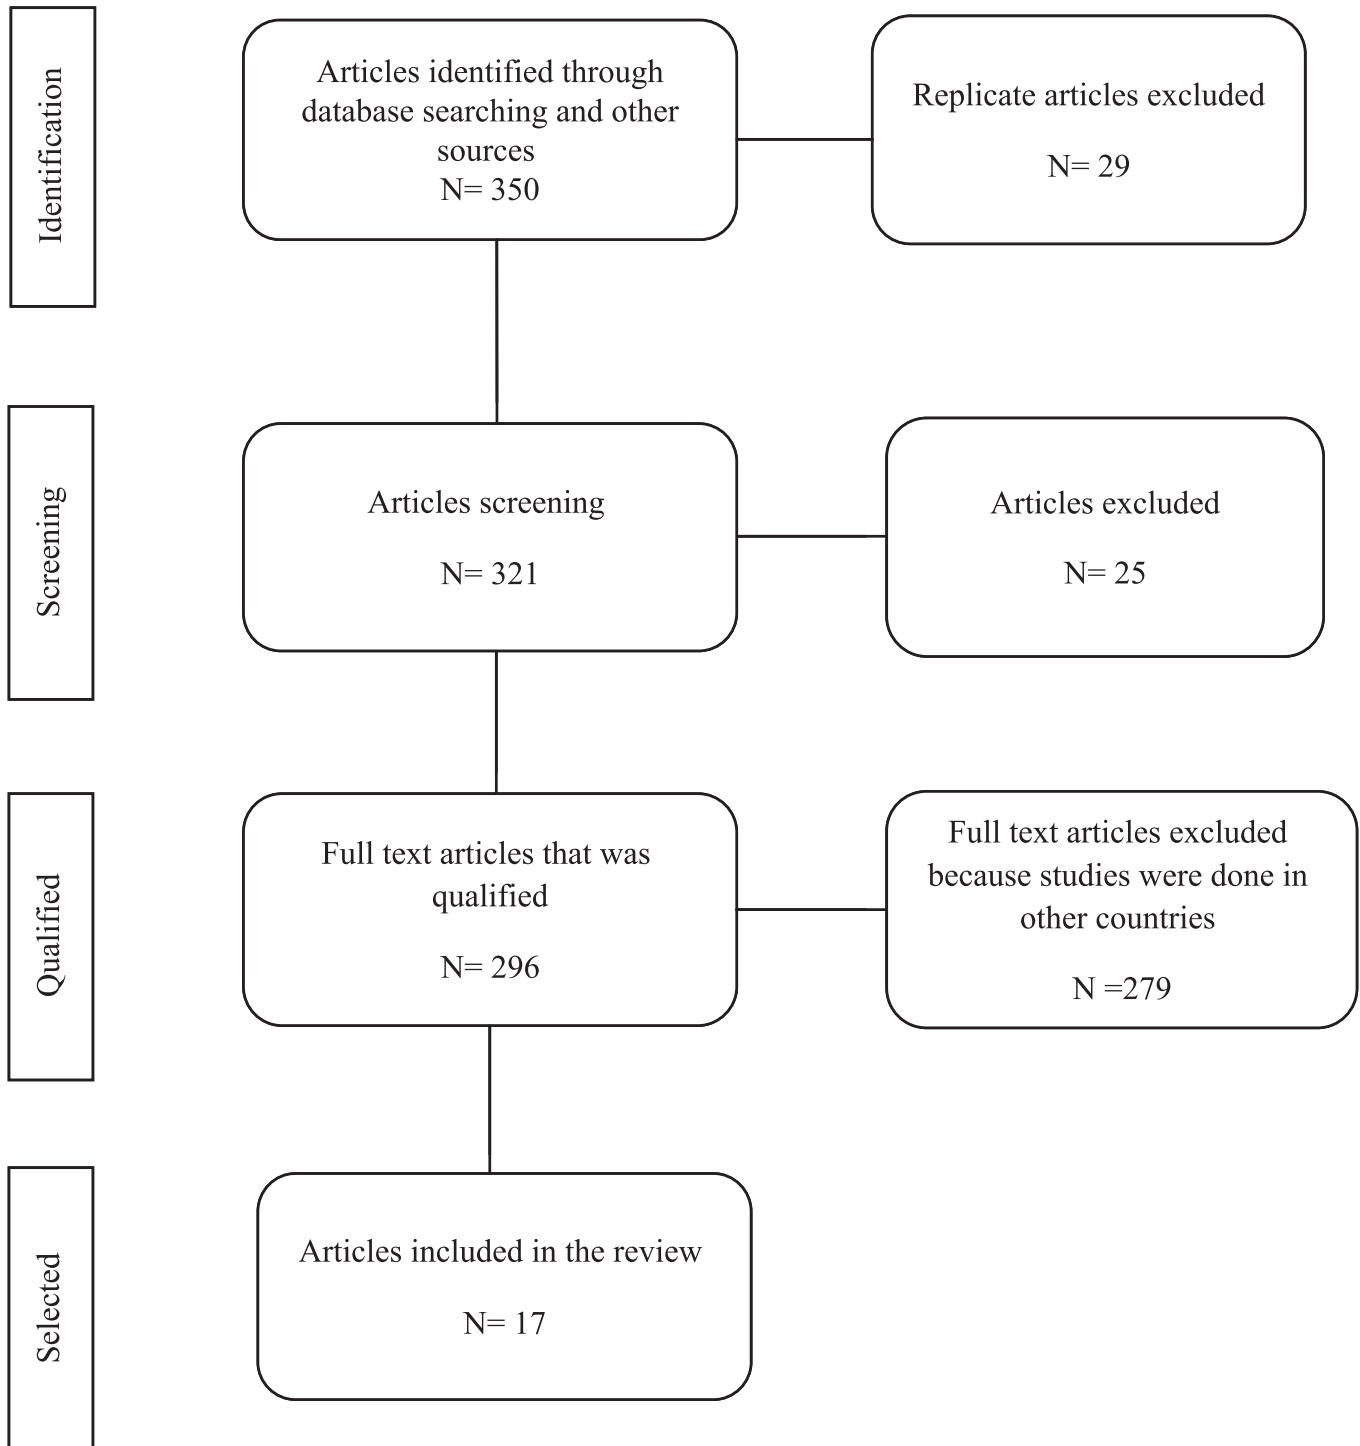 Identification
Articles identified through
database searching and other
sources
N= 350
Replicate articles excluded
N= 29
Screening
Articles screening
N= 321
Articles excluded
N= 25
Qualified
Full text articles that was
qualified
N= 296
Full text articles excluded
because studies were done in
other countries
N =279
Selected
Articles included in the review
N= 17